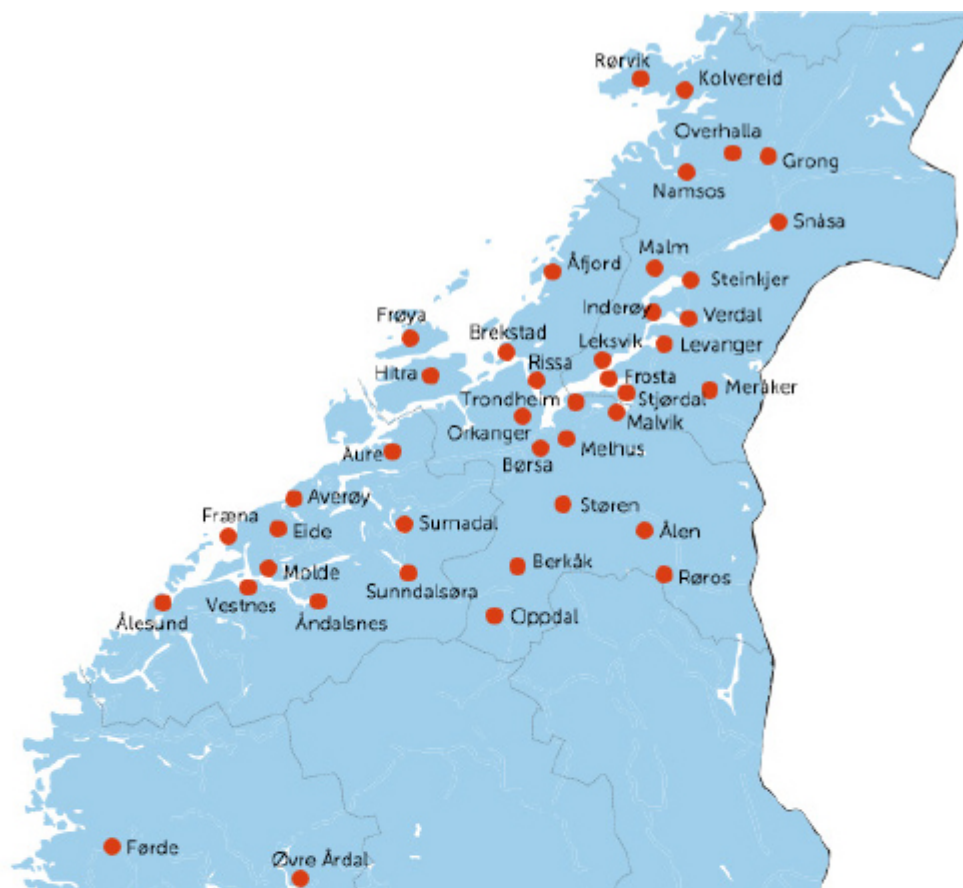 Rørvik
Kolvereid
Overhalla
Grong
Namsos
Snåsa
Malm
Åfjord
Steinkjer
Inderøy
Verdal
Frøya
Brekstad
Leksvik
Levanger
Rissa
Hitra
Frosta
Meråker
Trondheim
Stjørdal
Malvik
Orkanger
Melhus
Børsa
Aure
Averøy
Støren
Fræna
Eide
Surnadal
Ålen
Berkåk
Molde
Røros
Sunndalsøra
Vestnes
Ålesund
Åndalsnes
Oppdal
Førde
Øvre Årdal